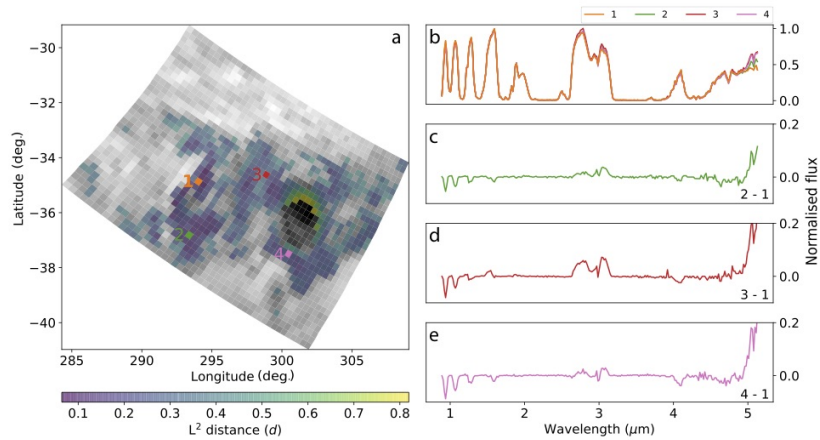 1 2 3 4
a
−30
−32
−34
−36
−38
−40
Latitude (deg.)
1
2
3
4
285 290 295 300 305
Longitude (deg.)
0.1 0.2 0.3 0.4 0.5 0.6 0.7 0.8
L² distance (d)
b
1.0
0.5
0.0
c
0.2
0.0
2 - 1
d
0.2
0.0
3 - 1
e
0.2
0.0
4 - 1
Normalised flux
1 2 3 4 5
Wavelength (μm)